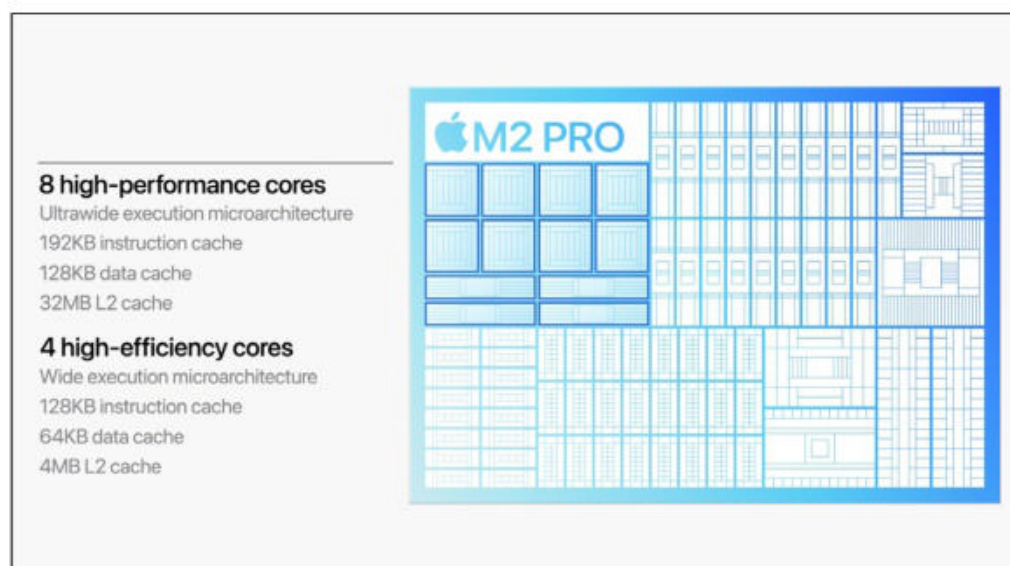 8 high-performance cores
Ultrawide execution microarchitecture
192KB instruction cache
128KB data cache
32MB L2 cache
4 high-efficiency cores
Wide execution microarchitecture
128KB instruction cache
64KB data cache
4MB L2 cache
M2 PRO